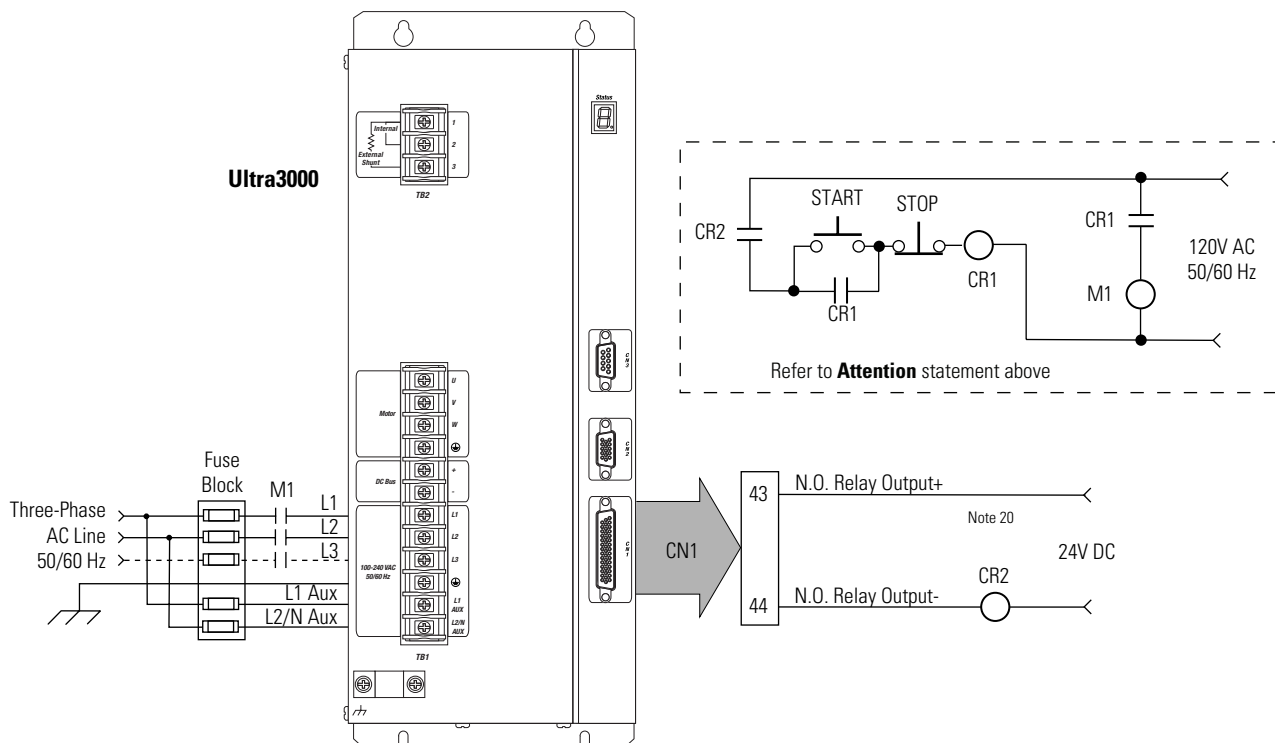 Ultra3000
Status
Internal
External
Shunt
1
2
3
TB2
START
STOP
CR2
CR1
CR1
CR1
M1
120V AC
50/60 Hz
Refer to Attention statement above
CN3
CN2
CN1
Motor
U
V
W
DC Bus
+
-
100-240 VAC
50/60 Hz
L1
L2
L3
L1
AUX
L2/N
AUX
TB1
Fuse
Block
M1
Three-Phase
AC Line
50/60 Hz
L1
L2
L3
L1 Aux
L2/N Aux
CN1
43
44
N.O. Relay Output+
Note 20
24V DC
CR2
N.O. Relay Output-